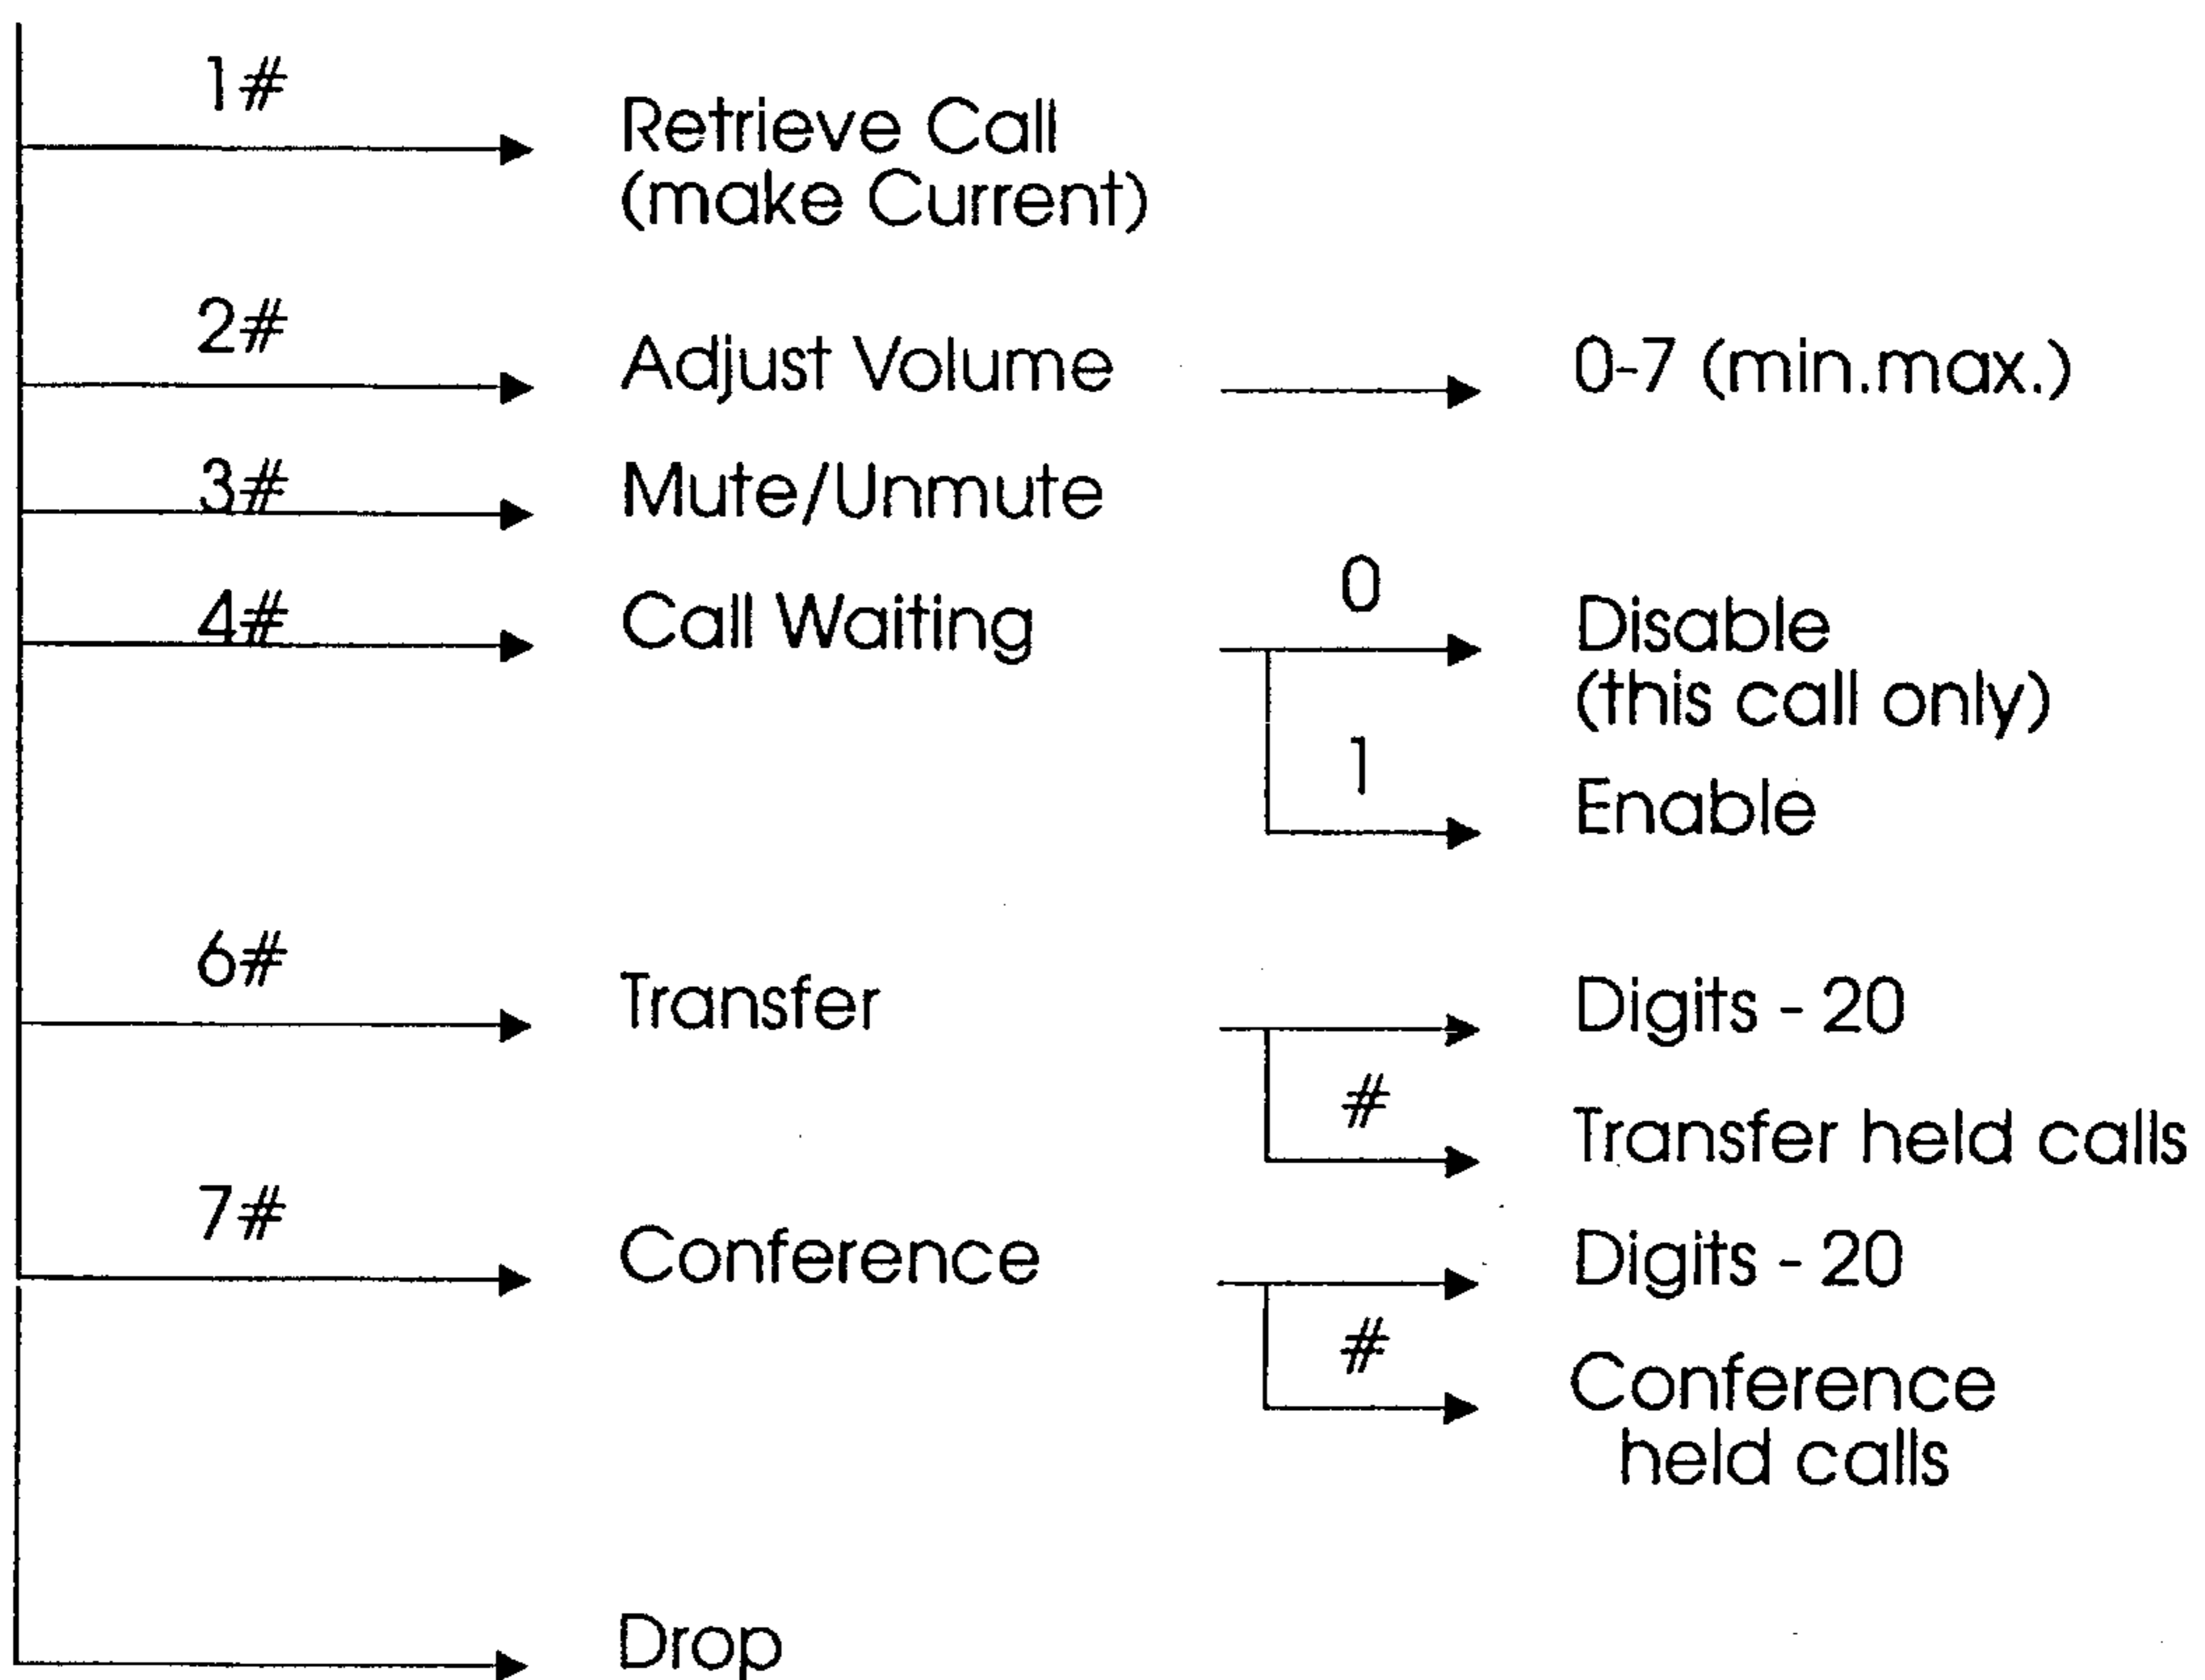 1#
Retrieve Call
(make Current)
2#
Adjust Volume
0-7 (min.max.)
3#
Mute/Unmute
4#
Call Waiting
0
Disable
(this call only)
1
Enable
6#
Transfer
Digits - 20
#
Transfer held calls
7#
Conference
Digits - 20
#
Conference
held calls
Drop